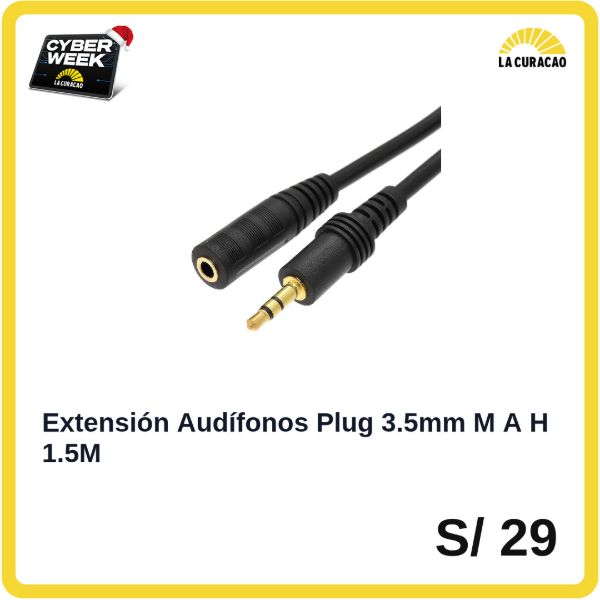 CYBER
WEEK
LA CURACAO
LA CURACAO
Extensión Audífonos Plug 3.5mm M A H
1.5M
S/ 29